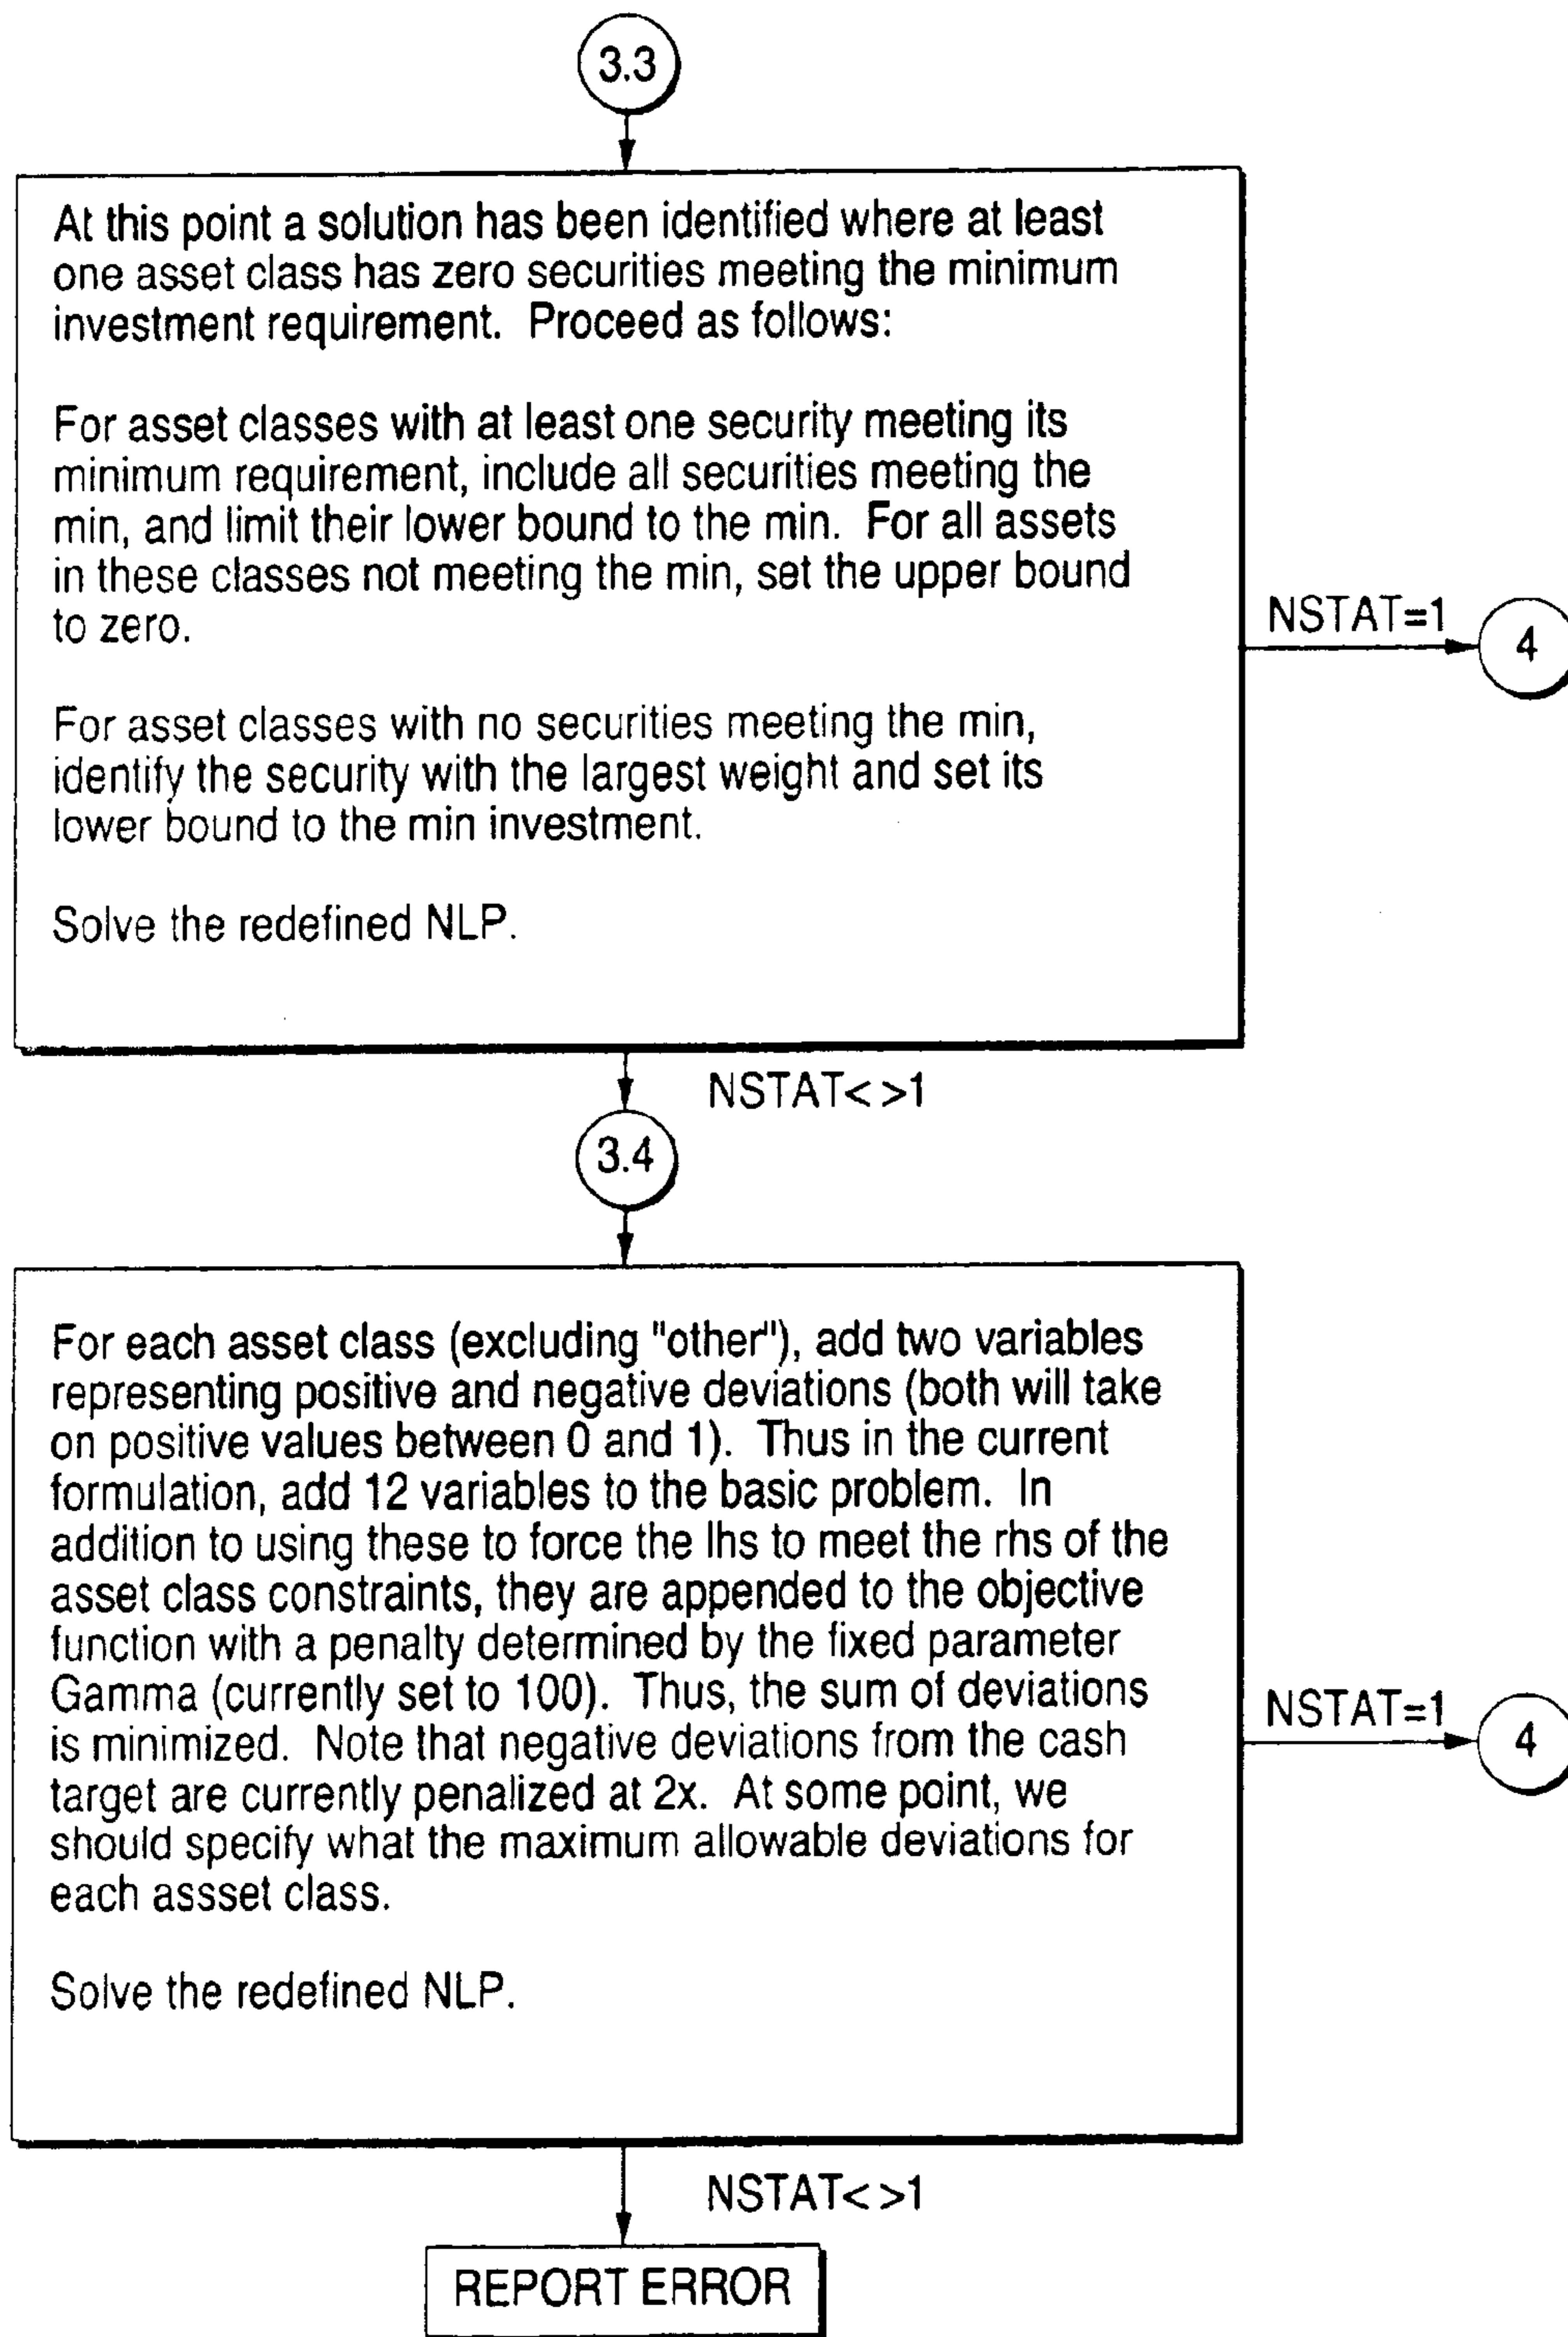 3.3
At this point a solution has been identified where at least
one asset class has zero securities meeting the minimum
investment requirement. Proceed as follows:
For asset classes with at least one security meeting its
minimum requirement, include all securities meeting the
min, and limit their lower bound to the min. For all assets
in these classes not meeting the min, set the upper bound
to zero.
NSTAT=1
4
For asset classes with no securities meeting the min,
identify the security with the largest weight and set its
lower bound to the min investment.
Solve the redefined NLP.
NSTAT< >1
3.4
For each asset class (excluding "other"), add two variables
representing positive and negative deviations (both will take
on positive values between 0 and 1). Thus in the current
formulation, add 12 variables to the basic problem. In
addition to using these to force the lhs to meet the rhs of the
asset class constraints, they are appended to the objective
function with a penalty determined by the fixed parameter
Gamma (currently set to 100). Thus, the sum of deviations
is minimized. Note that negative deviations from the cash
target are currently penalized at 2x. At some point, we
should specify what the maximum allowable deviations for
each assset class.
NSTAT=1
4
Solve the redefined NLP.
NSTAT< >1
REPORT ERROR